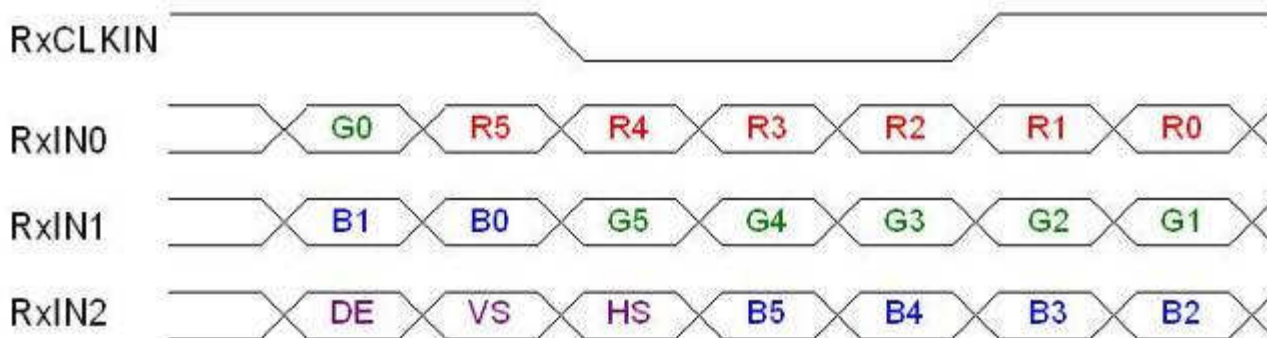 RxCLKIN
RxIN0 G0 R5 R4 R3 R2 R1 R0
RxIN1 B1 B0 G5 G4 G3 G2 G1
RxIN2 DE VS HS B5 B4 B3 B2